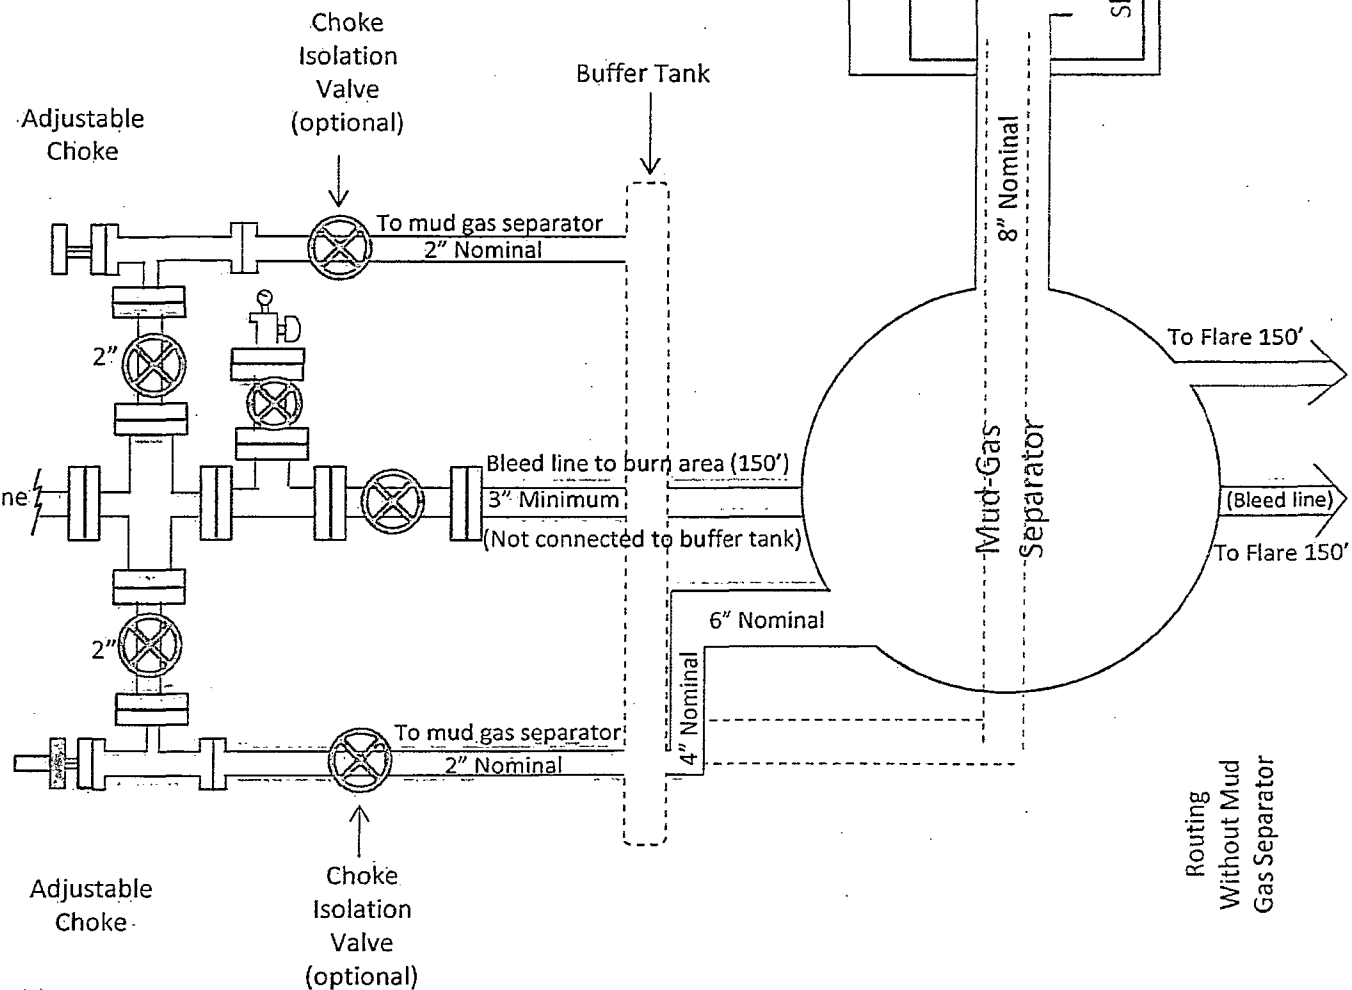 Choke
Isolation
Valve
(optional)
Buffer Tank
Adjustable
Choke
8” Nominal
To mud gas separator
2” Nominal
To Flare 150’
2”
Mud-Gas
Separator
Bleed line to burn area (150’)
3” Minimum
(Not connected to buffer tank)
(Bleed line)
To Flare 150’
6” Nominal
2”
4” Nominal
To mud gas separator
2” Nominal
Routing
Without Mud
Gas Separator
Adjustable
Choke
Choke
Isolation
Valve
(optional)